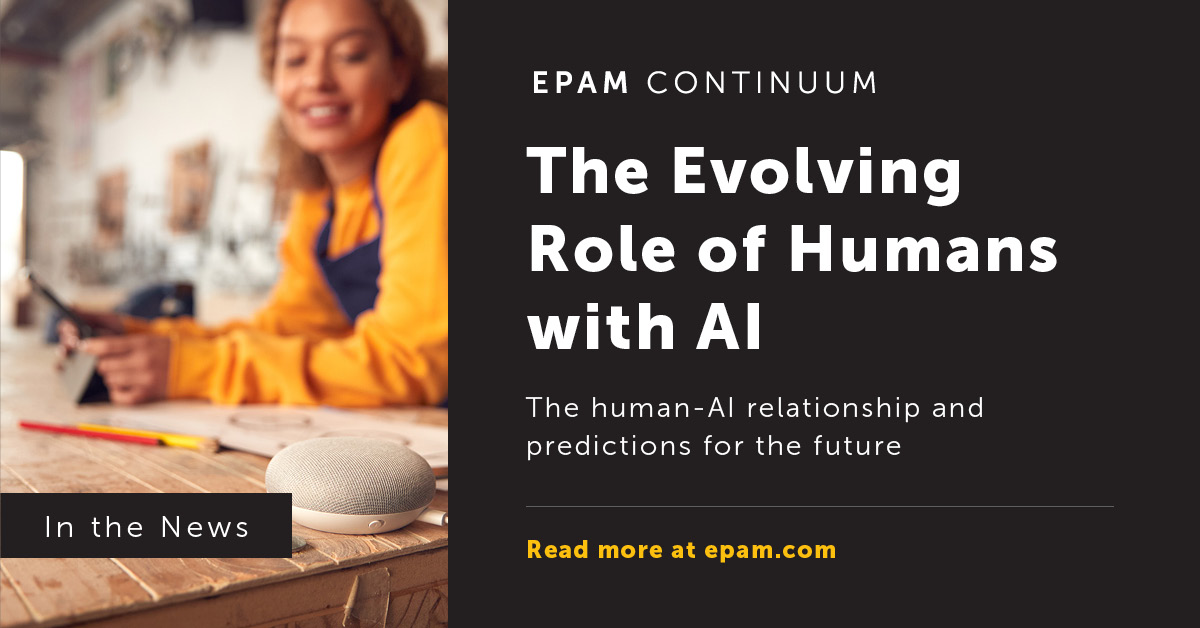 EPAM CONTINUUM
The Evolving
Role of Humans
with AI
The human-AI relationship and
predictions for the future
Read more at epam.com
In the News